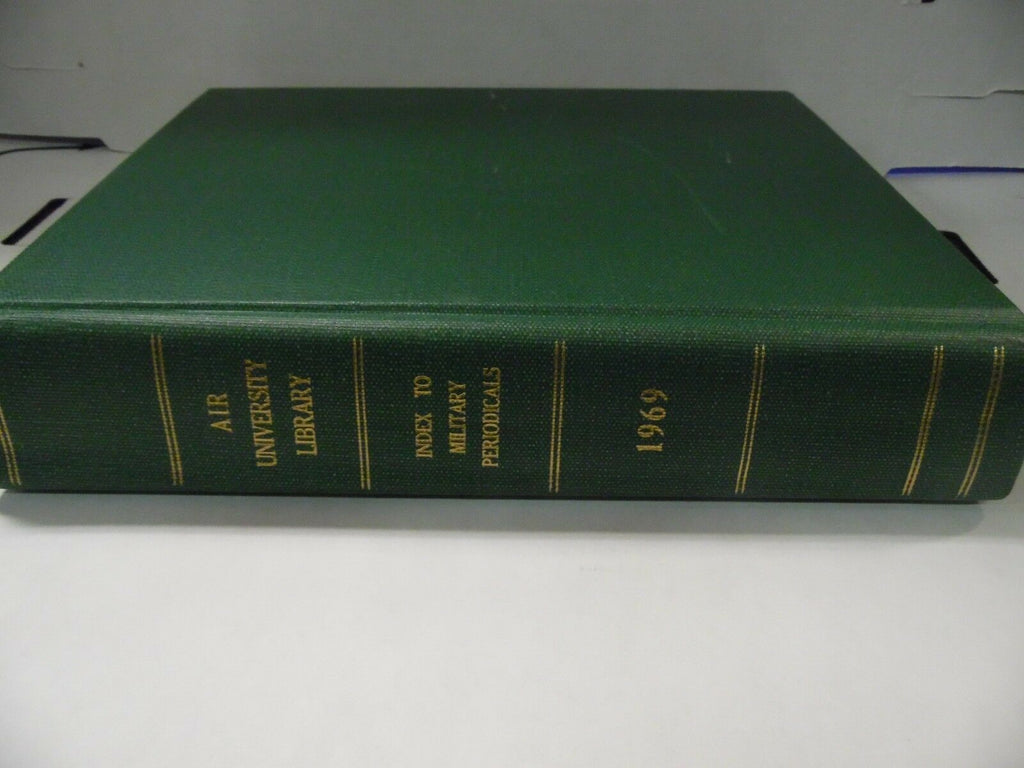 AIR
UNIVERSITY
LIBRARY
INDEX TO
MILITARY
PERIODICALS
1969